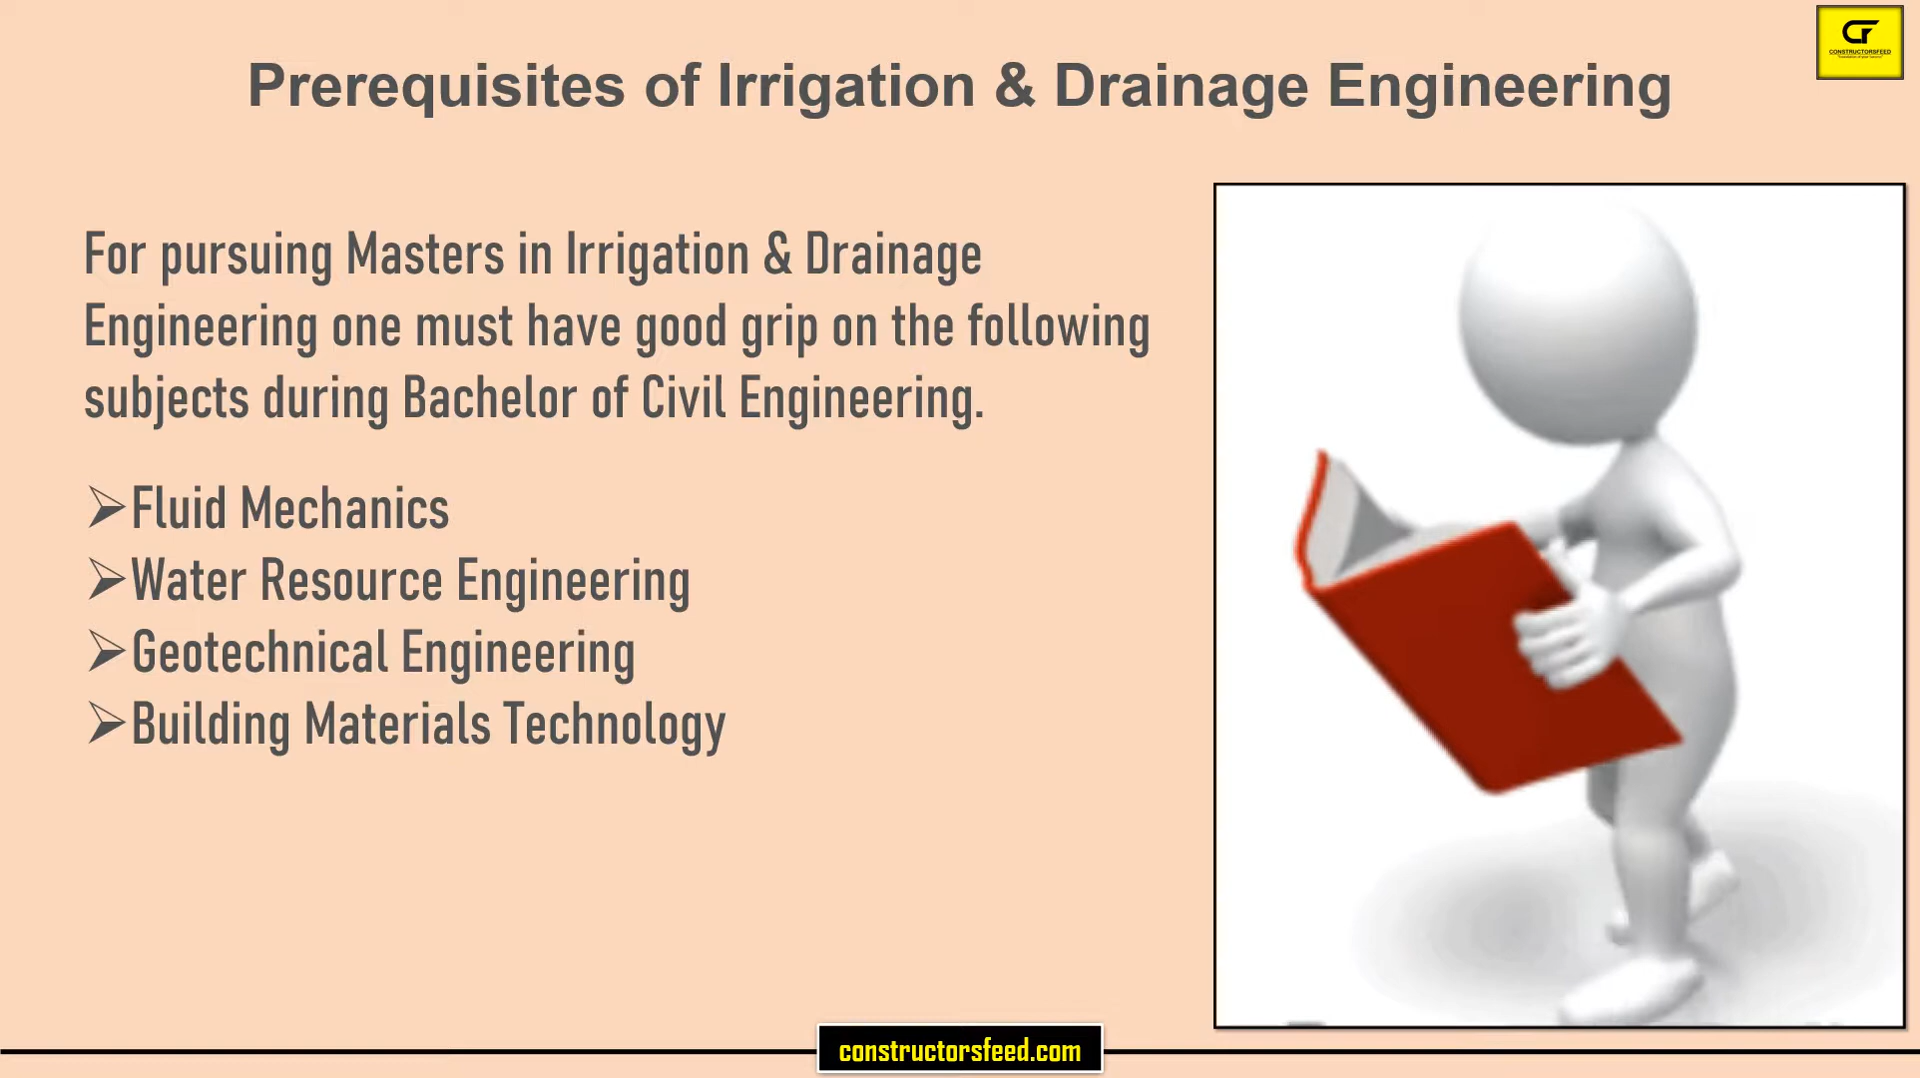 CONSTRUCTORSFEED
Prerequisites of Irrigation & Drainage Engineering
For pursuing Masters in Irrigation & Drainage
Engineering one must have good grip on the following
subjects during Bachelor of Civil Engineering.
➢Fluid Mechanics
➢Water Resource Engineering
➢Geotechnical Engineering
➢Building Materials Technology
constructorsfeed.com